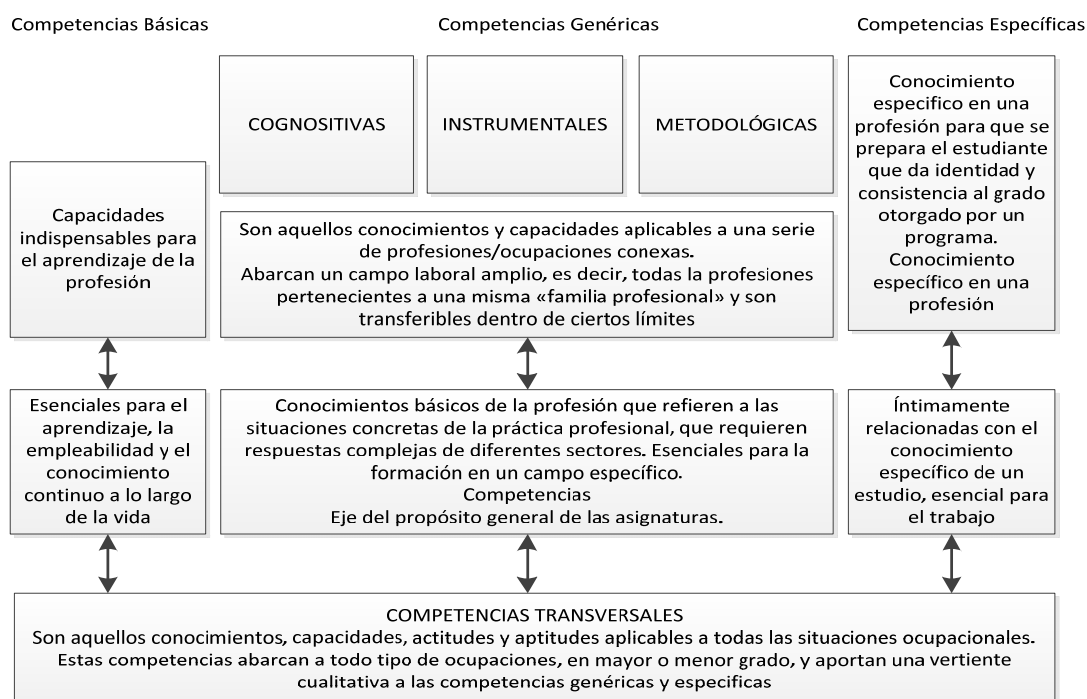 Competencias Básicas
Competencias Genéricas
Competencias Específicas
COGNOSITIVAS
INSTRUMENTALES
METODOLÓGICAS
Conocimiento
especifico en una
profesión para que se
prepara el estudiante
que da identidad y
consistencia al grado
otorgado por un
programa.
Conocimiento
específico en una
profesión
Capacidades
indispensables para
el aprendizaje de la
profesión
Son aquellos conocimientos y capacidades aplicables a una serie
de profesiones/ocupaciones conexas.
Abarcan un campo laboral amplio, es decir, todas la profesiones
pertenecientes a una misma «familia profesional» y son
transferibles dentro de ciertos límites
Esenciales para el
aprendizaje, la
empleabilidad y el
conocimiento
continuo a lo largo
de la vida
Conocimientos básicos de la profesión que refieren a las
situaciones concretas de la práctica profesional, que requieren
respuestas complejas de diferentes sectores. Esenciales para la
formación en un campo específico.
Competencias
Eje del propósito general de las asignaturas.
Íntimamente
relacionadas con el
conocimiento
específico de un
estudio, esencial para
el trabajo
COMPETENCIAS TRANSVERSALES
Son aquellos conocimientos, capacidades, actitudes y aptitudes aplicables a todas las situaciones ocupacionales.
Estas competencias abarcan a todo tipo de ocupaciones, en mayor o menor grado, y aportan una vertiente
cualitativa a las competencias genéricas y especificas